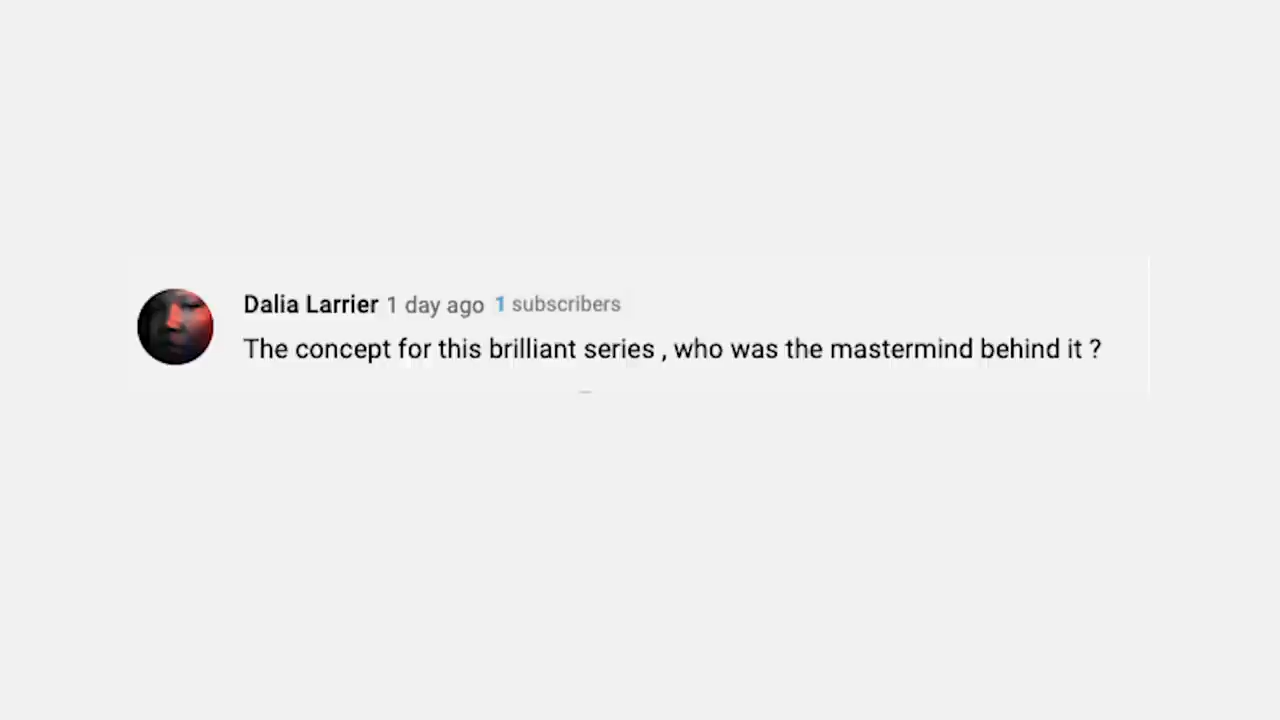 Dalia Larrier 1 day ago 1 subscribers
The concept for this brilliant series , who was the mastermind behind it ?